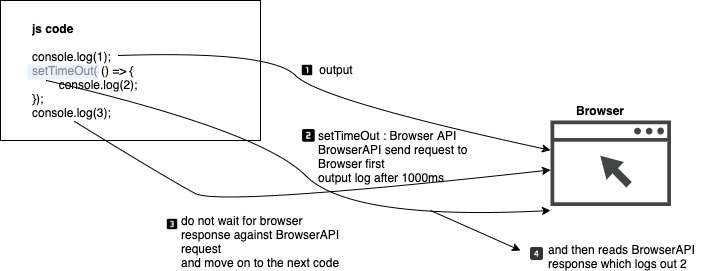 js code
console.log(1);
setTimeOut( () => {
console.log(2);
});
console.log(3);
1 output
2 setTimeOut : Browser API
BrowserAPI send request to
Browser first
output log after 1000ms
Browser
3 do not wait for browser
response against BrowserAPI
request
and move on to the next code
4 and then reads BrowserAPI
response which logs out 2